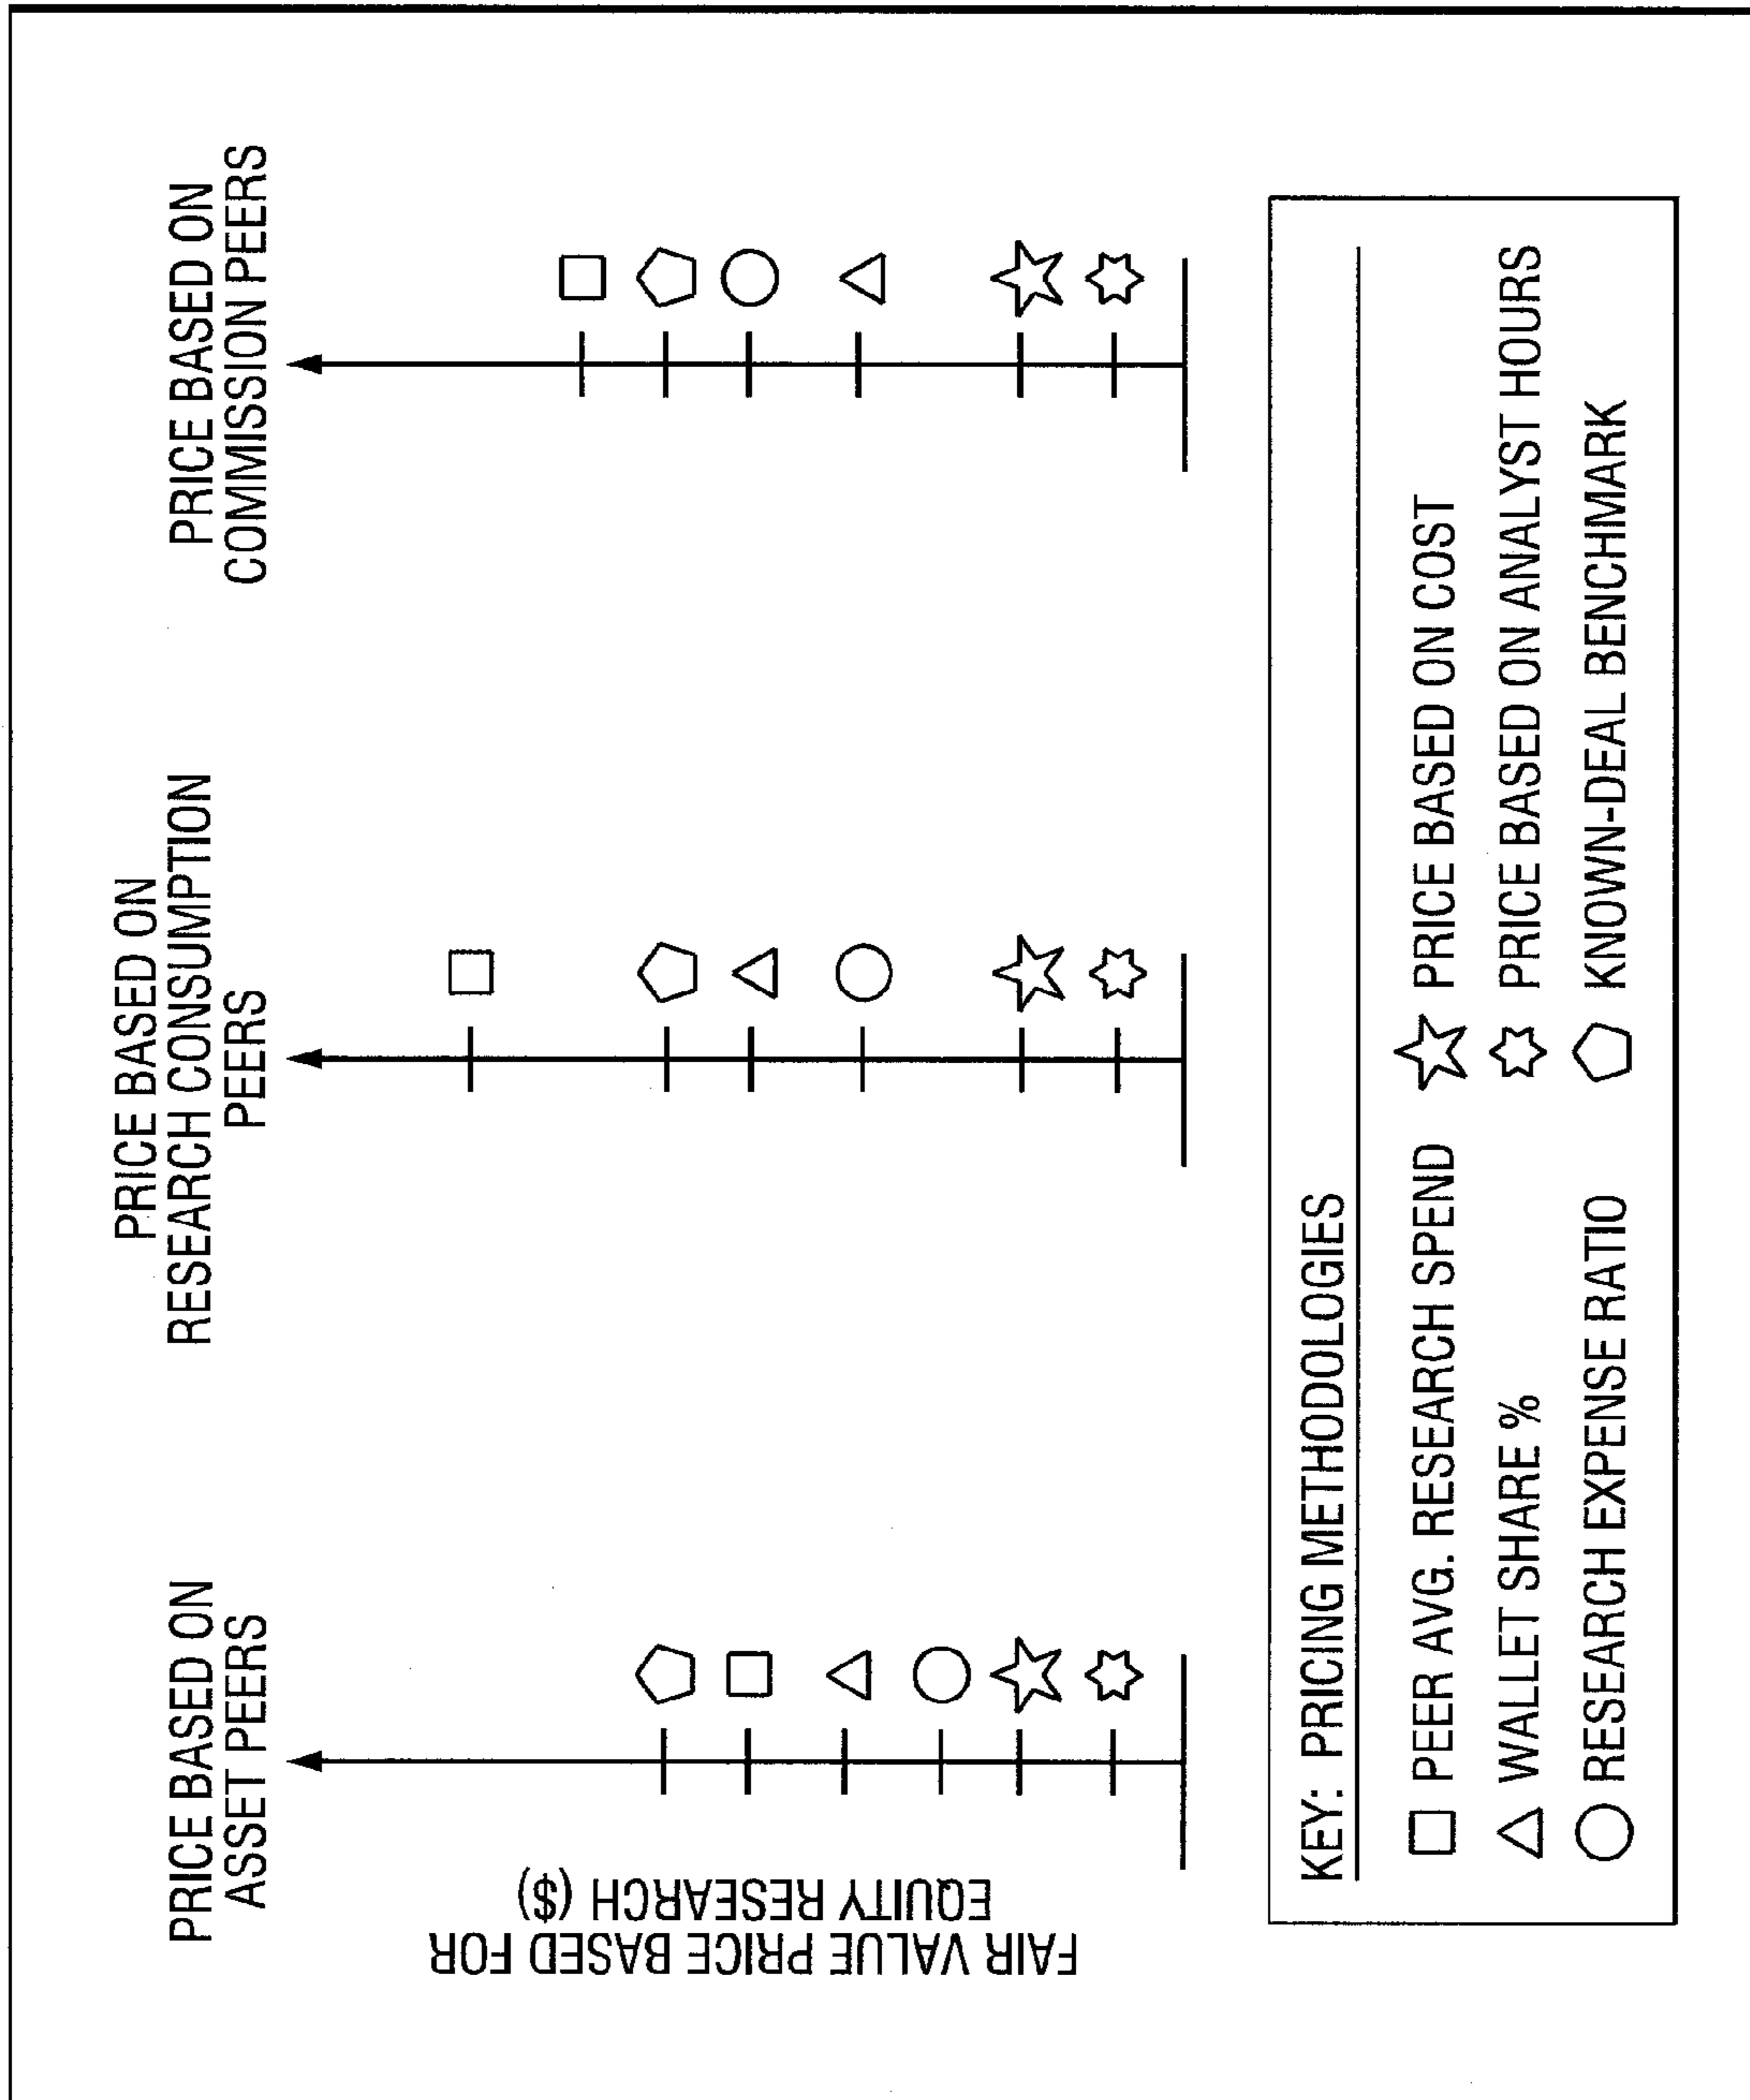 PRICE BASED ON
ASSET PEERS
PRICE BASED ON
RESEARCH CONSUMPTION
PEERS
PRICE BASED ON
COMMISSION PEERS
FAIR VALUE PRICE BASED FOR
EQUITY RESEARCH ($)
KEY: PRICING METHODOLOGIES
PEER AVG. RESEARCH SPEND
WALLET SHARE %
RESEARCH EXPENSE RATIO
PRICE BASED ON COST
PRICE BASED ON ANALYST HOURS
KNOWN-DEAL BENCHMARK